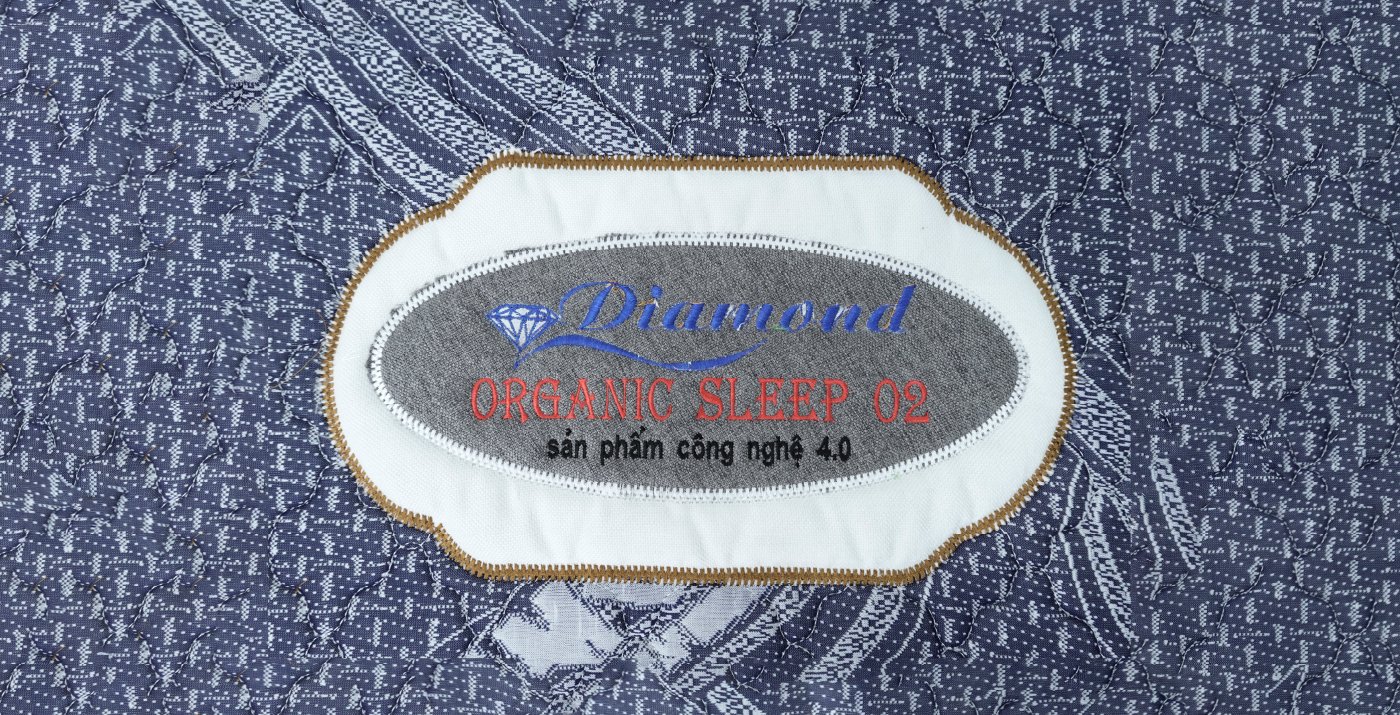 Diamond
ORGANIC SLEEP 02
sản phẩm công nghệ 4.0